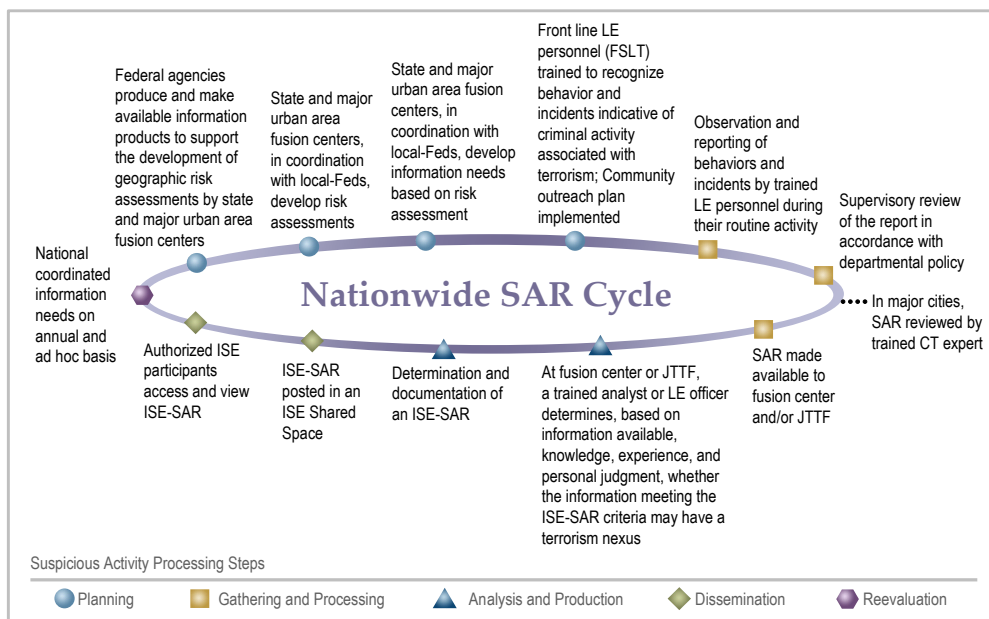 Federal agencies
produce and make
available information
products to support
the development of
geographic risk
assessments by state
and major urban area
fusion centers
State and major
urban area
fusion centers,
in coordination
with local-Feds,
develop risk
assessments
State and major
urban area fusion
centers, in
coordination with
local-Feds, develop
information needs
based on risk
assessment
Front line LE
personnel (FSLT)
trained to recognize
behavior and
incidents indicative of
criminal activity
associated with
terrorism; Community
outreach plan
implemented
Observation and
reporting of
behaviors and
incidents by trained
LE personnel during
their routine activity
Supervisory review
of the report in
accordance with
departmental policy
In major cities,
SAR reviewed by
trained CT expert
National
coordinated
information
needs on
annual and
ad hoc basis
Nationwide SAR Cycle
Authorized ISE
participants
access and view
ISE-SAR
ISE-SAR
posted in an
ISE Shared
Space
Determination and
documentation of
an ISE-SAR
At fusion center or JTTF,
a trained analyst or LE officer
determines, based on
information available,
knowledge, experience, and
personal judgment, whether
the information meeting the
ISE-SAR criteria may have a
terrorism nexus
SAR made
available to
fusion center
and/or JTTF
Suspicious Activity Processing Steps
Planning
Gathering and Processing
Analysis and Production
Dissemination
Reevaluation